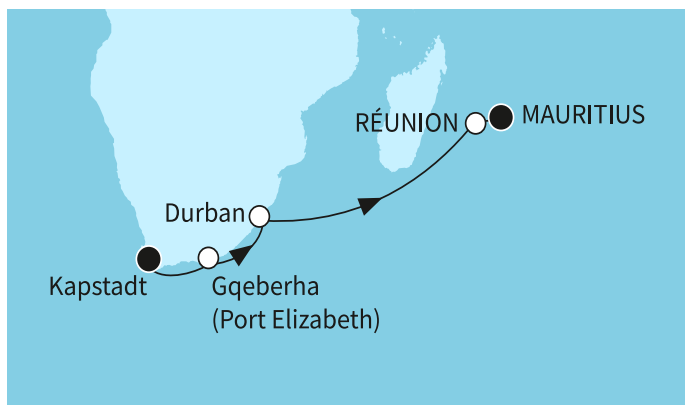 RÉUNION
MAURITIUS
Durban
Kapstadt
Gqeberha
(Port Elizabeth)